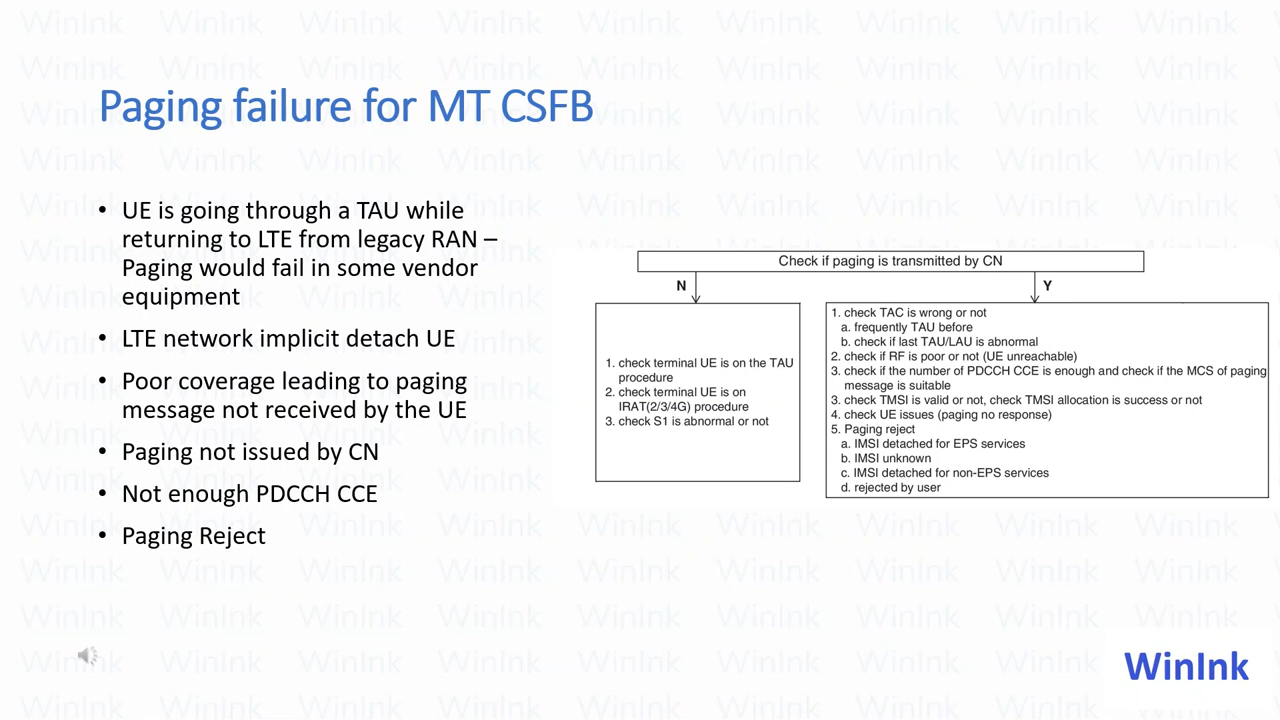 Paging failure for MT CSFB
• UE is going through a TAU while
returning to LTE from legacy RAN –
Paging would fail in some vendor
equipment
• LTE network implicit detach UE
• Poor coverage leading to paging
message not received by the UE
• Paging not issued by CN
• Not enough PDCCH CCE
• Paging Reject
Check if paging is transmitted by CN
N
Y
1. check terminal UE is on the TAU
procedure
2. check terminal UE is on
IRAT(2/3/4G) procedure
3. check S1 is abnormal or not
1. check TAC is wrong or not
a. frequently TAU before
b. check if last TAU/LAU is abnormal
2. check if RF is poor or not (UE unreachable)
3. check if the number of PDCCH CCE is enough and check if the MCS of paging
message is suitable
3. check TMSI is valid or not, check TMSI allocation is success or not
4. check UE issues (paging no response)
5. Paging reject
a. IMSI detached for EPS services
b. IMSI unknown
c. IMSI detached for non-EPS services
d. rejected by user
WinInk